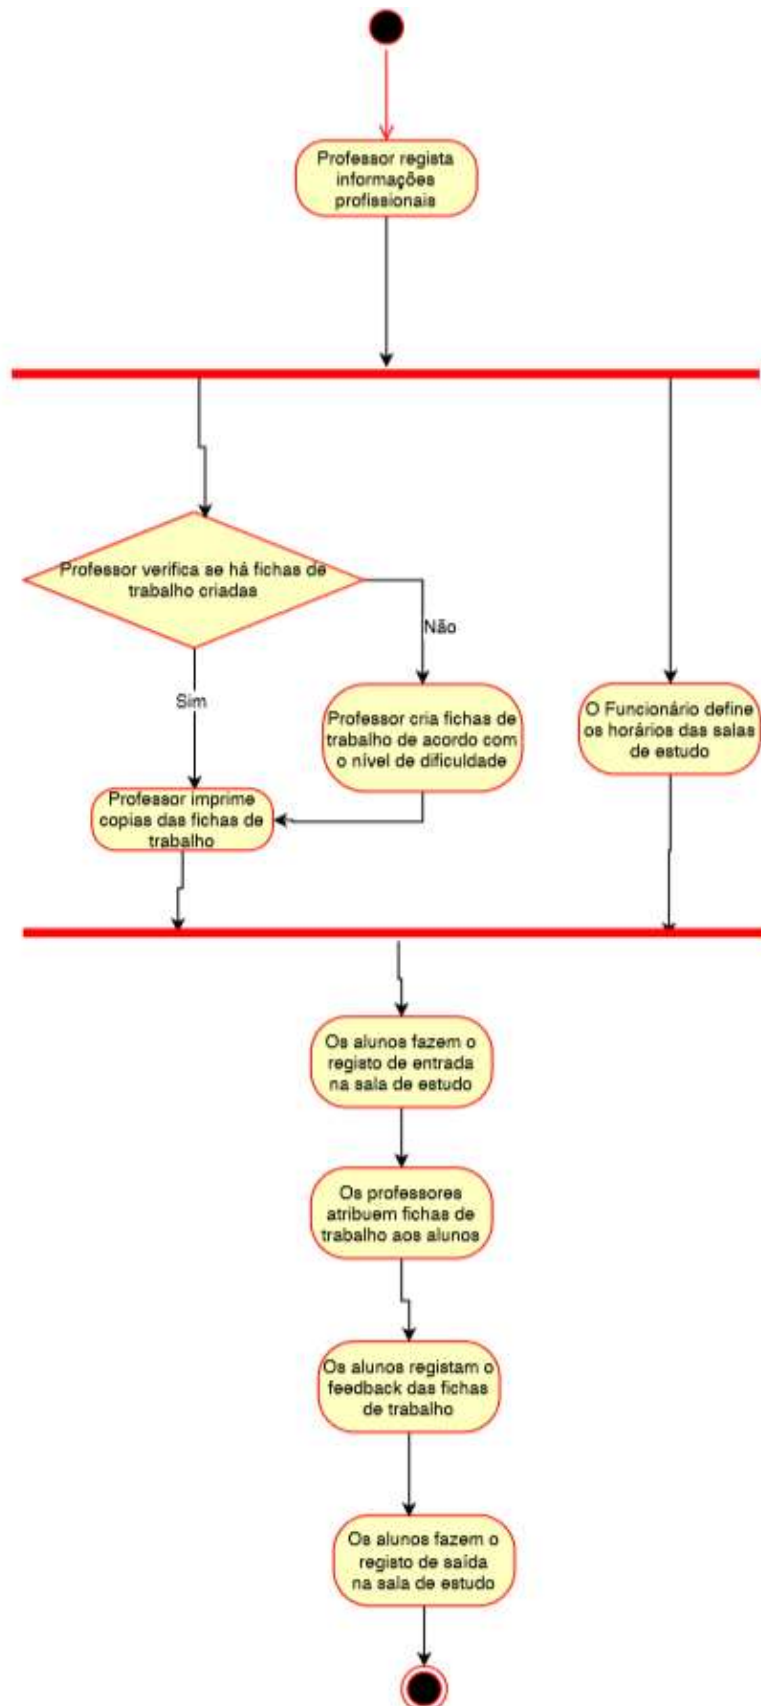 Professor regista
informações
profissionais
Professor verifica se há fichas de
trabalho criadas
Não
Sim
Professor cria fichas de
trabalho de acordo com
o nível de dificuldade
O Funcionário define
os horários das salas
de estudo
Professor imprime
copias das fichas de
trabalho
Os alunos fazem o
registo de entrada
na sala de estudo
Os professores
atribuem fichas de
trabalho aos alunos
Os alunos registam o
feedback das fichas
de trabalho
Os alunos fazem o
registo de saída
na sala de estudo